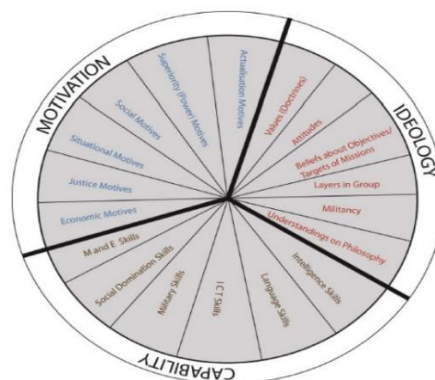 MOTIVATION
Actualisation Motives
Superiority (Power) Motives
Social Motives
Situational Motives
Justice Motives
Economic Motives
IDEOLOGY
Values (Doctrines)
Attitudes
Beliefs about Objectives/
Targets of Missions
Layers in Group
Militancy
Understandings on Philosophy
CAPABILITY
Intelligence Skills
Language Skills
I C T Skills
Military Skills
Social Domination Skills
M and E Skills